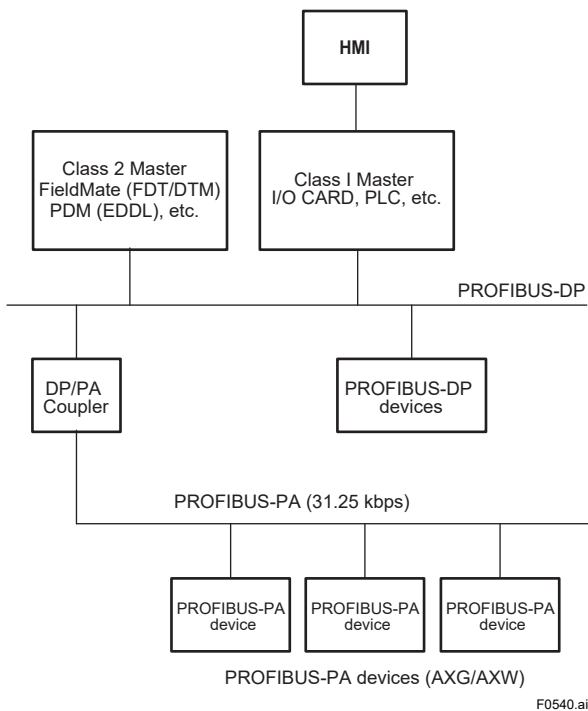 HMI
Class 2 Master
FieldMate (FDT/DTM)
PDM (EDDL), etc.
Class I Master
I/O CARD, PLC, etc.
PROFIBUS-DP
DP/PA
Coupler
PROFIBUS-DP
devices
PROFIBUS-PA (31.25 kbps)
PROFIBUS-PA
device
PROFIBUS-PA
device
PROFIBUS-PA
device
PROFIBUS-PA devices (AXG/AXW)
F0540.ai